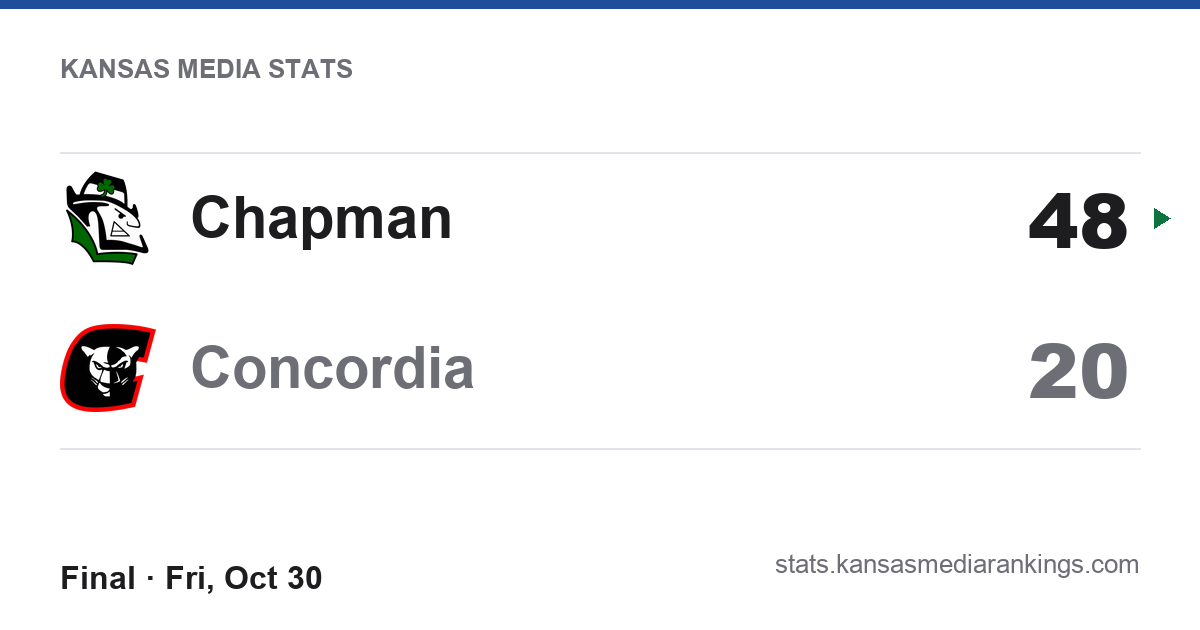 KANSAS MEDIA STATS
Chapman 48
Concordia 20
Final · Fri, Oct 30
stats.kansasmediarankings.com